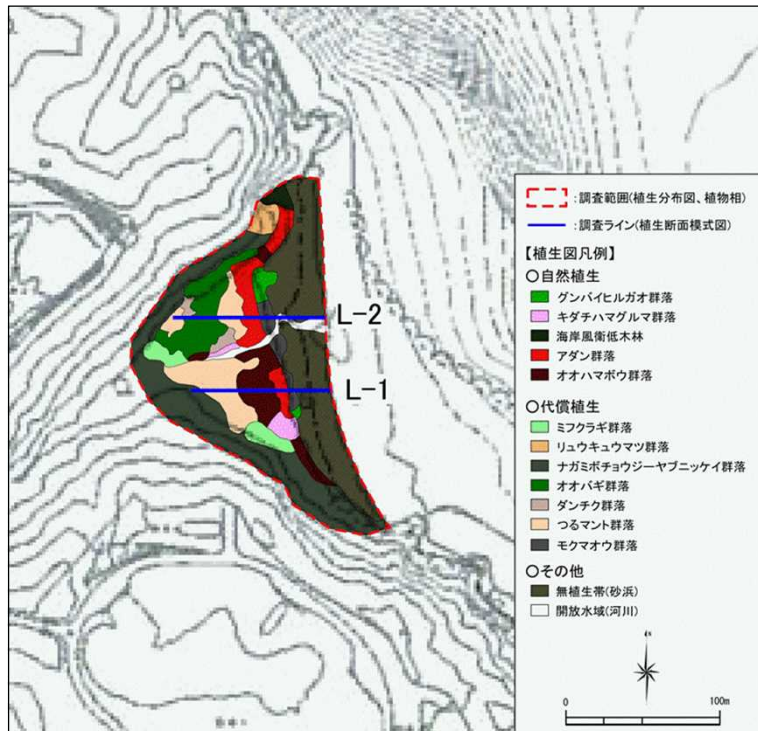 L-2
L-1
:調査範囲(植生分布図、植物相)
:調査ライン(植生断面模式図)
【植生図凡例】
○自然植生
グンバイヒルガオ群落
キダチハマグルマ群落
海岸風衝低木林
アダン群落
オオハマボウ群落
○代償植生
ミフクラギ群落
リュウキュウマツ群落
ナガミボチョウジーヤブニッケイ群落
オオバギ群落
ダンチク群落
つるマント群落
モクマオウ群落
○その他
無植生帯(砂浜)
開放水域(河川)
0 100m